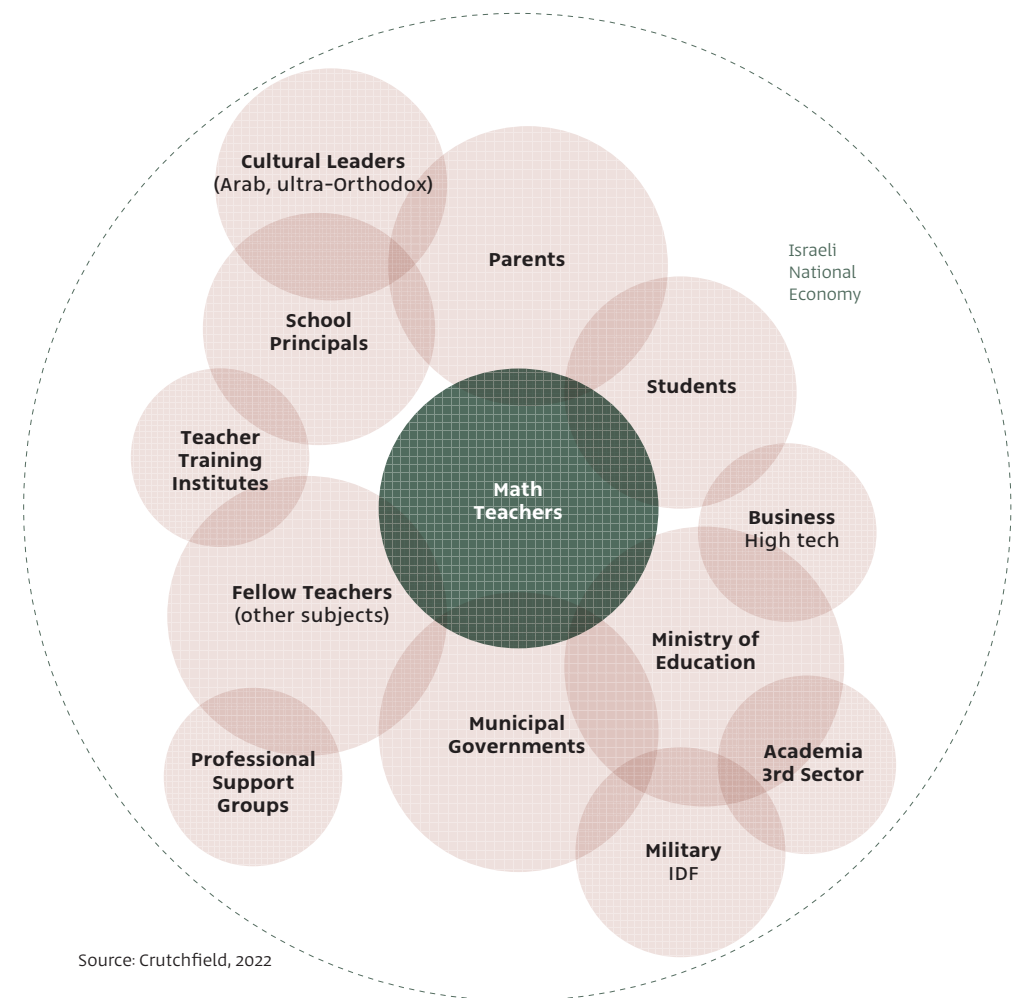 Cultural Leaders
(Arab, ultra-Orthodox)
Parents
Israeli
National
Economy
School
Principals
Students
Teacher
Training
Institutes
Math
Teachers
Business
High tech
Fellow Teachers
(other subjects)
Ministry of
Education
Municipal
Governments
Professional
Support
Groups
Academia
3rd Sector
Military
IDF
Source: Crutchfield, 2022